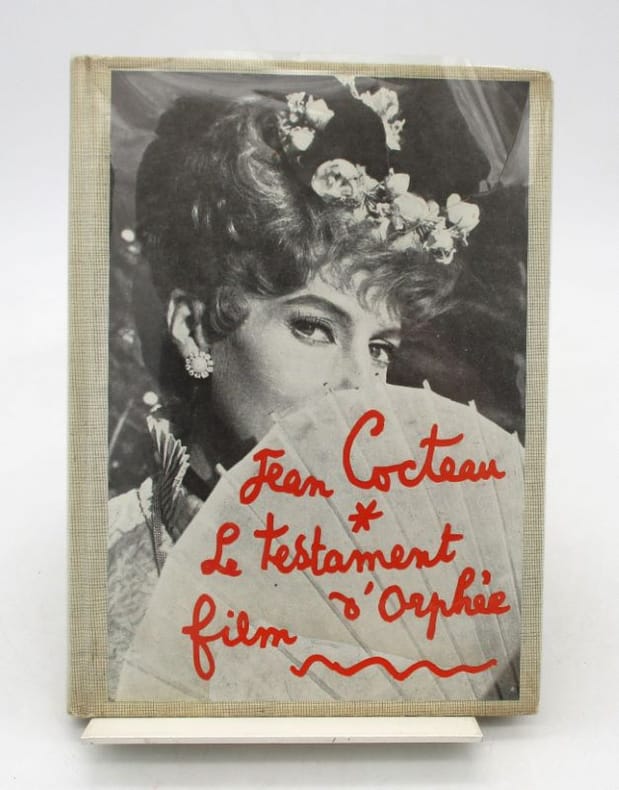 Jean Cocteau
*
Le testament
d'Orphée
film